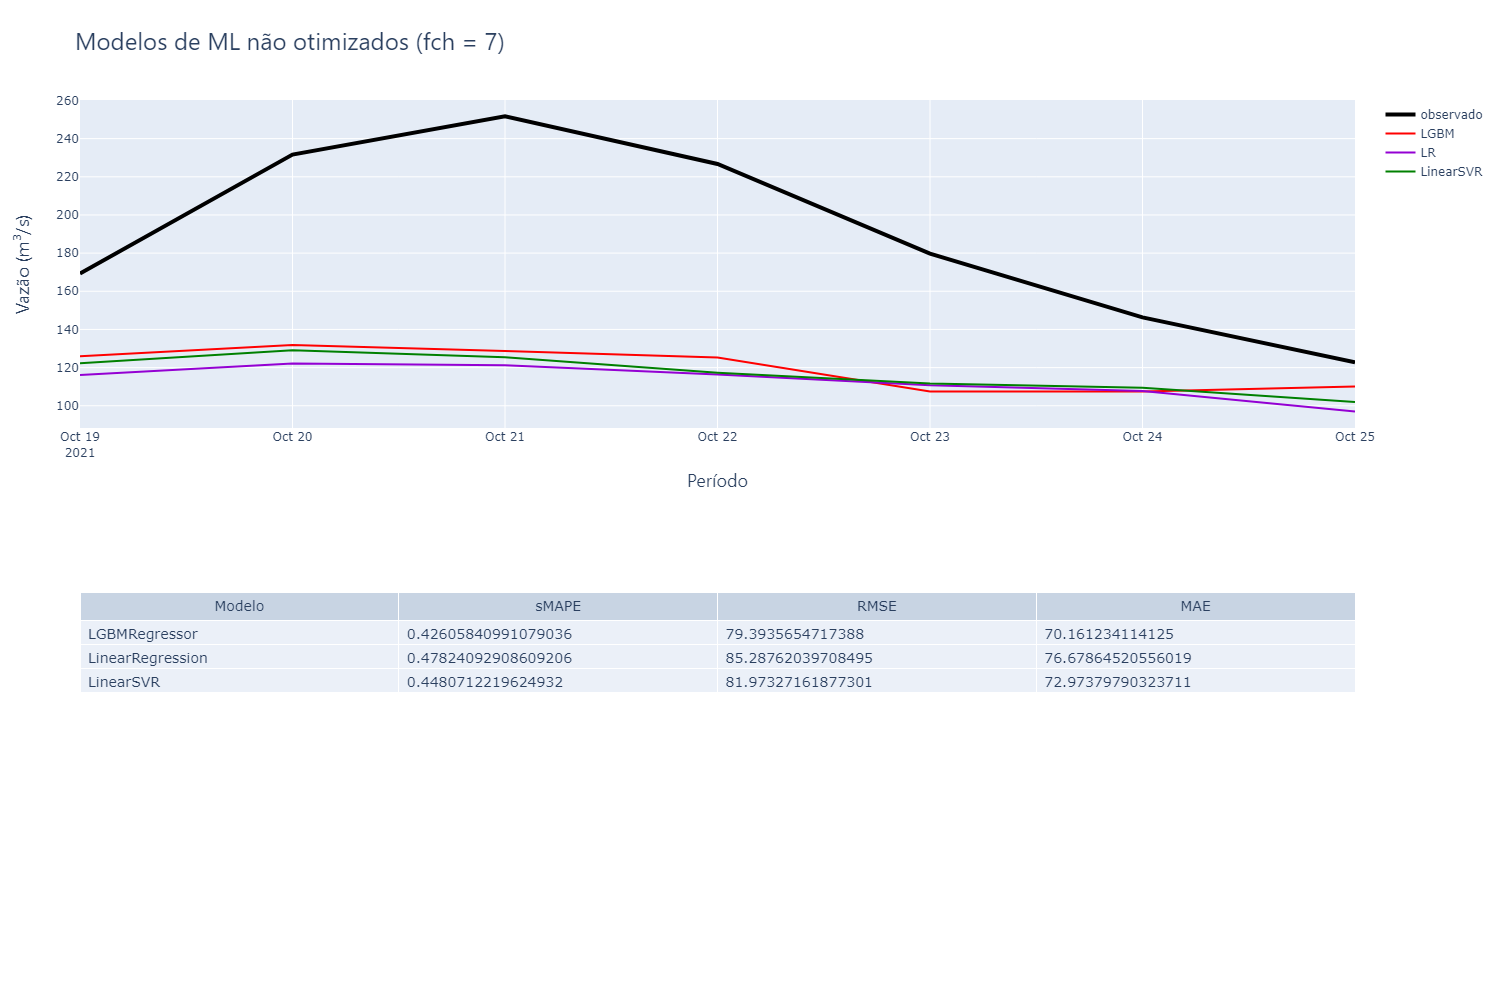 Modelos de ML não otimizados (fch = 7)
Vazão (m³/s)
260
240
220
200
180
160
140
120
100
observado
LGBM
LR
LinearSVR
Oct 19 Oct 20 Oct 21 Oct 22 Oct 23 Oct 24 Oct 25
2021
Período
Modelo sMAPE RMSE MAE
LGBMRegressor 0.42605840991079036 79.3935654717388 70.161234114125
LinearRegression 0.47824092908609206 85.28762039708495 76.67864520556019
LinearSVR 0.4480712219624932 81.97327161877301 72.97379790323711